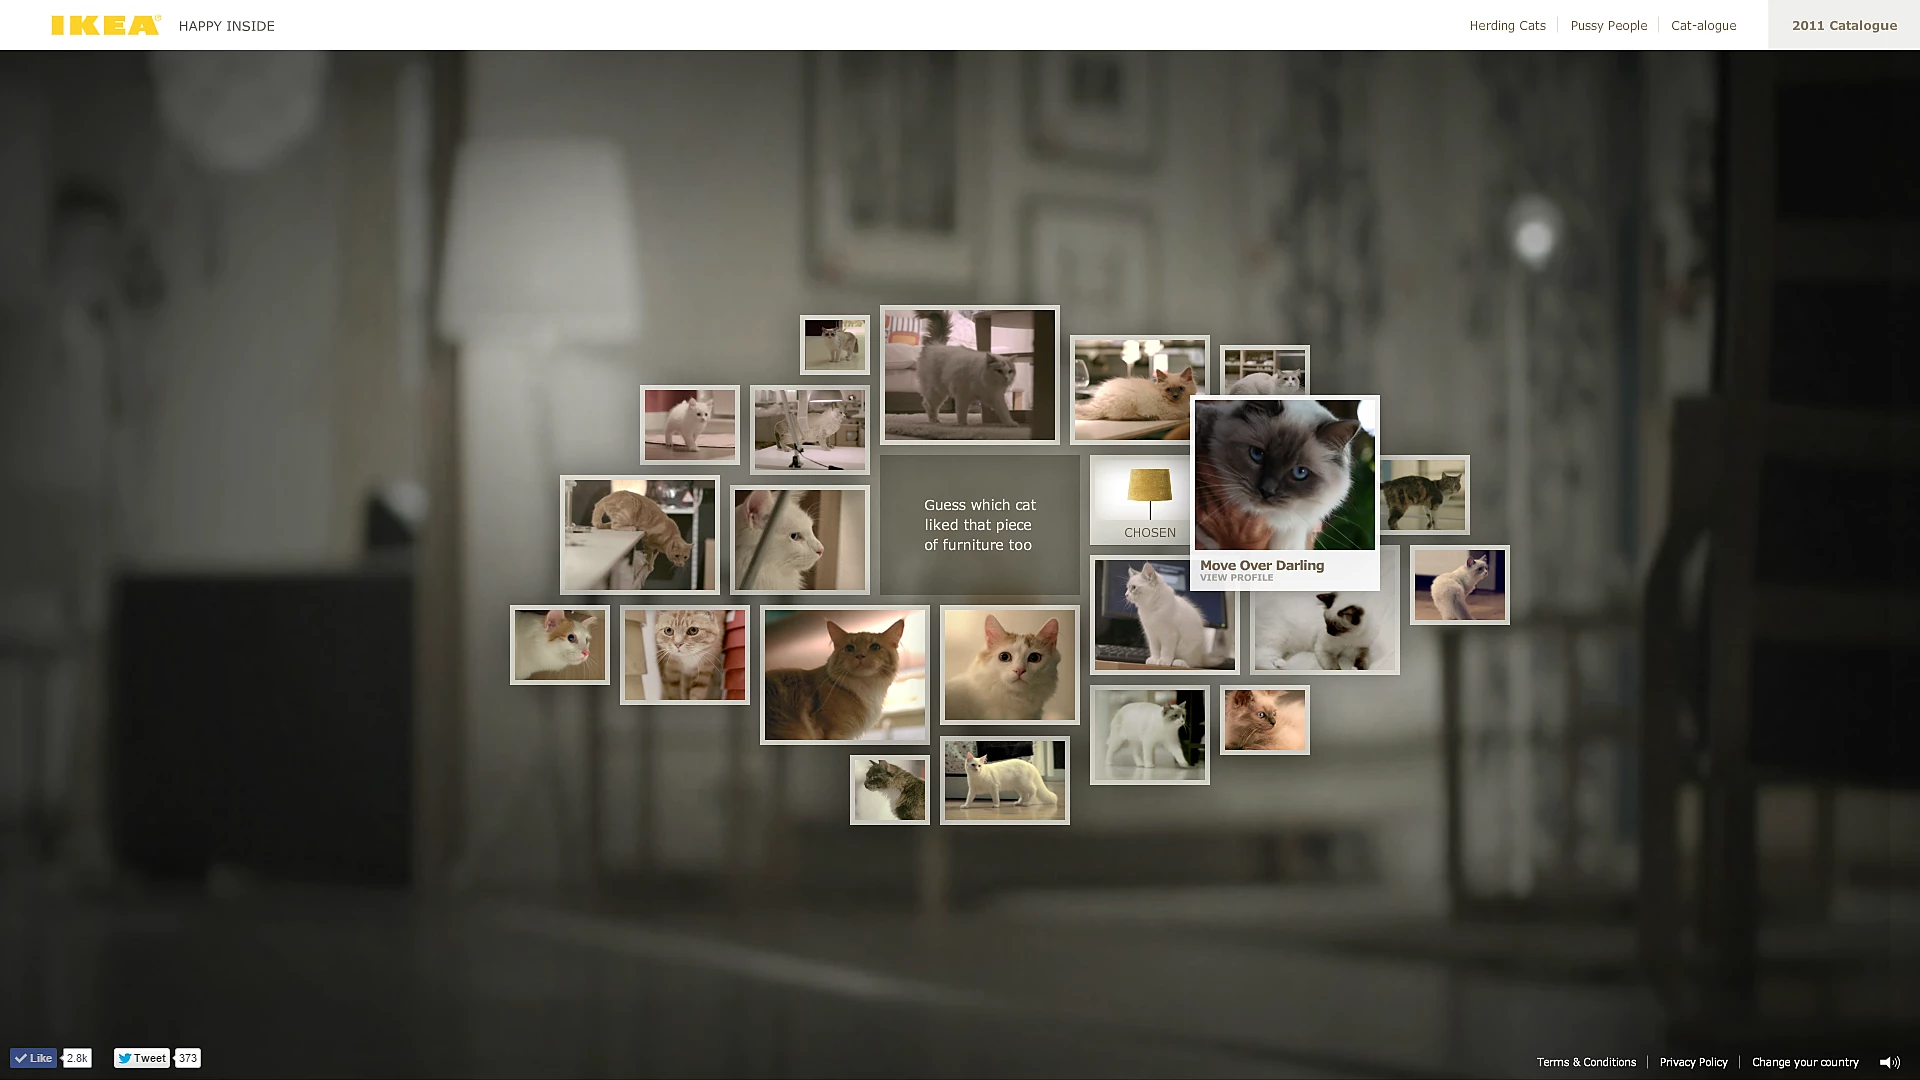 IKEA® HAPPY INSIDE
Herding Cats
Pussy People
Cat-alogue
2011 Catalogue
Guess which cat
liked that piece
of furniture too
CHOSEN
Move Over Darling
VIEW PROFILE
Like 2.8k
Tweet 373
Terms & Conditions
Privacy Policy
Change your country